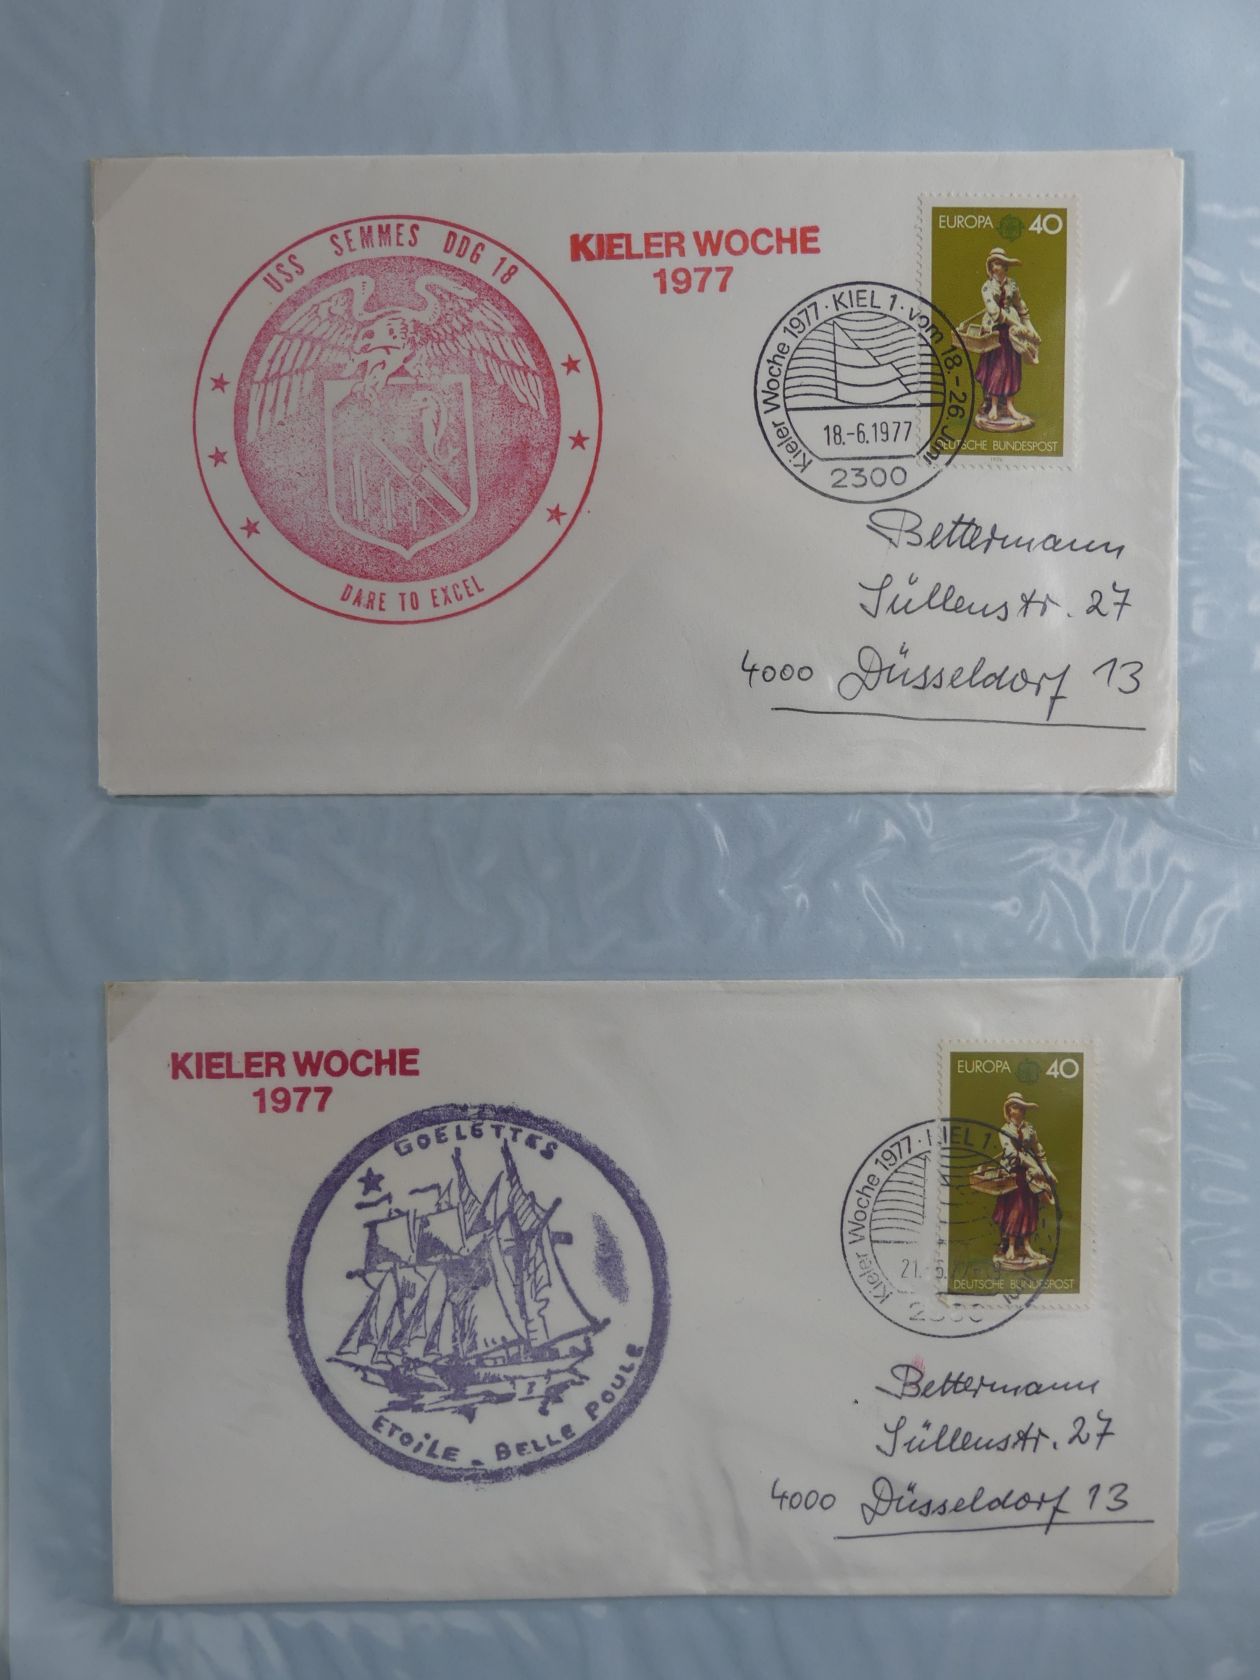 USS SEMMES DDG 18
DARE TO EXCEL
KIELER WOCHE
1977
EUROPA 40
DEUTSCHE BUNDESPOST
Kieler Woche 1977 · KIEL 1 · vom 18.-26. Juni
18.-6.1977
2300
Bettermann
Süllenstr. 27
4000 Düsseldorf 13
KIELER WOCHE
1977
GOELETTES
ETOILE - BELLE POULE
EUROPA 40
DEUTSCHE BUNDESPOST
Kieler Woche 1977 · KIEL 1 ·
21.
2300
Bettermann
Süllenstr. 27
4000 Düsseldorf 13